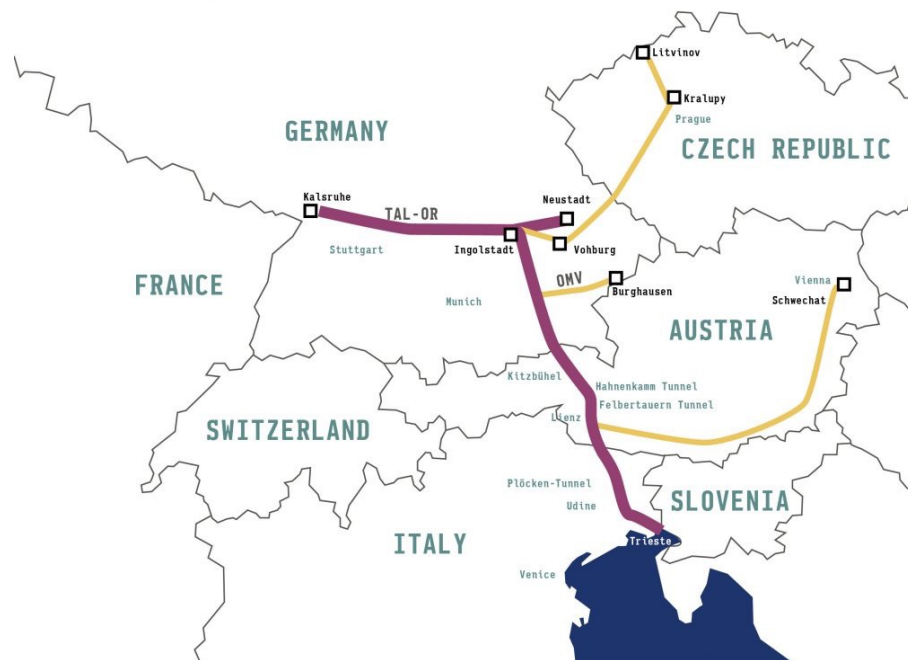 Litvinov
Kralupy
Prague
GERMANY
CZECH REPUBLIC
Kalsruhe
Neustadt
TAL-OR
Stuttgart
Ingolstadt
Vohburg
FRANCE
OMV
Burghausen
Vienna
Schwechat
Munich
AUSTRIA
Kitzbühel
Hahnenkamm Tunnel
Felbertauern Tunnel
Lienz
SWITZERLAND
Plöcken-Tunnel
SLOVENIA
Udine
ITALY
Trieste
Venice